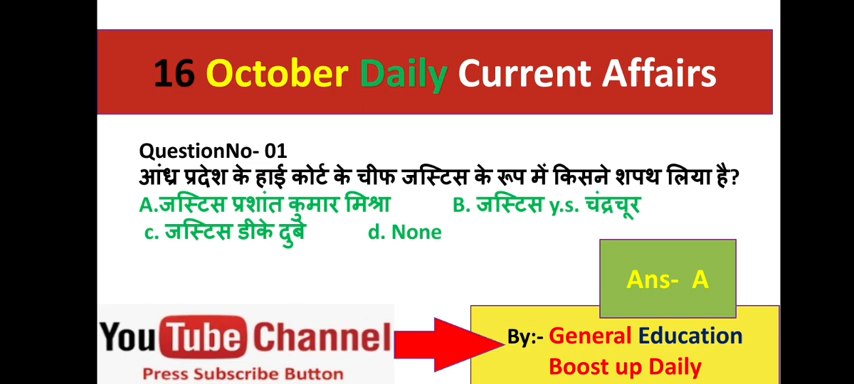 16 October Daily Current Affairs
QuestionNo- 01
आंध्र प्रदेश के हाई कोर्ट के चीफ जस्टिस के रूप में किसने शपथ लिया है?
A.जस्टिस प्रशांत कुमार मिश्रा B. जस्टिस y.s. चंद्रचूर
c. जस्टिस डीके दुबे d. None
Ans- A
YouTube Channel
Press Subscribe Button
By:- General Education
Boost up Daily